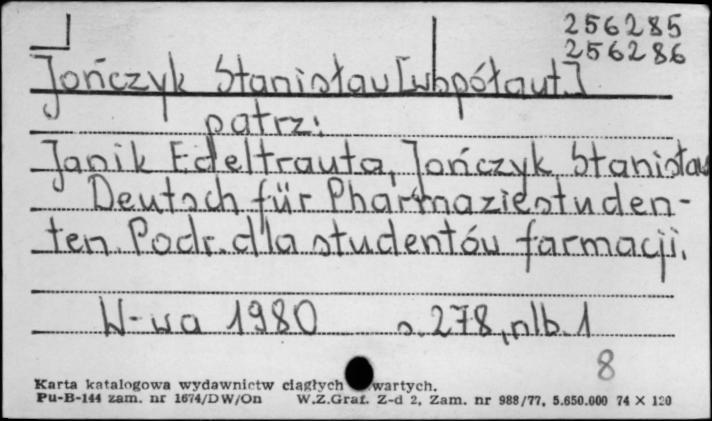 256285
256286
Jończyk Stanisław [współaut.]
patrz:
Janik Edeltrauta, Jończyk Stanisław
Deutsch für Pharmaziestuden-
ten. Podr. dla studentów farmacji.
W-wa 1980 s. 278, nlb. 1
8
Karta katalogowa wydawnictw ciągłych wartych.
Pu-B-144 zam. nr 1674/DW/On W.Z.Graf. Z-d 2, Zam. nr 988/77, 5.650.000 74 X 120